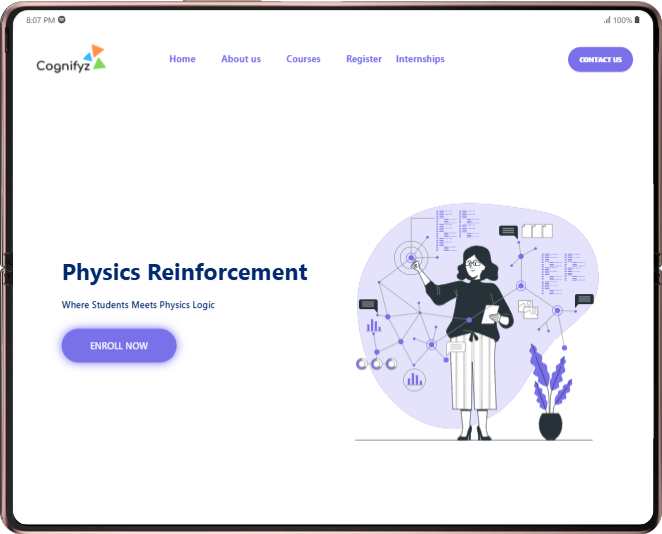 8:07 PM
100%
Cognifyz
Home About us Courses Register Internships
CONTACT US
Physics Reinforcement
Where Students Meets Physics Logic
ENROLL NOW